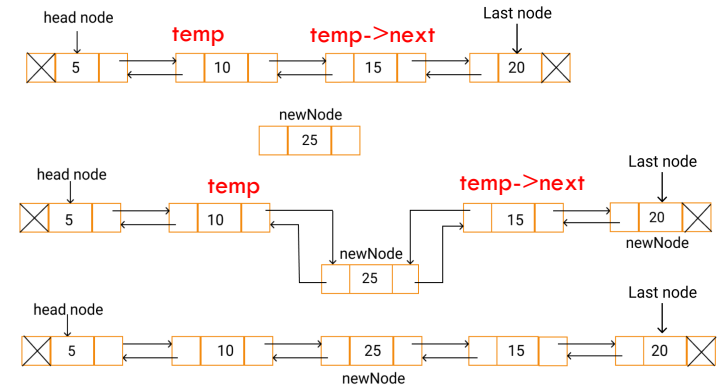 head node
Last node
temp
temp->next
5
10
15
20
newNode
25
head node
Last node
temp
temp->next
5
10
15
20
newNode
newNode
25
head node
Last node
5
10
25
15
20
newNode